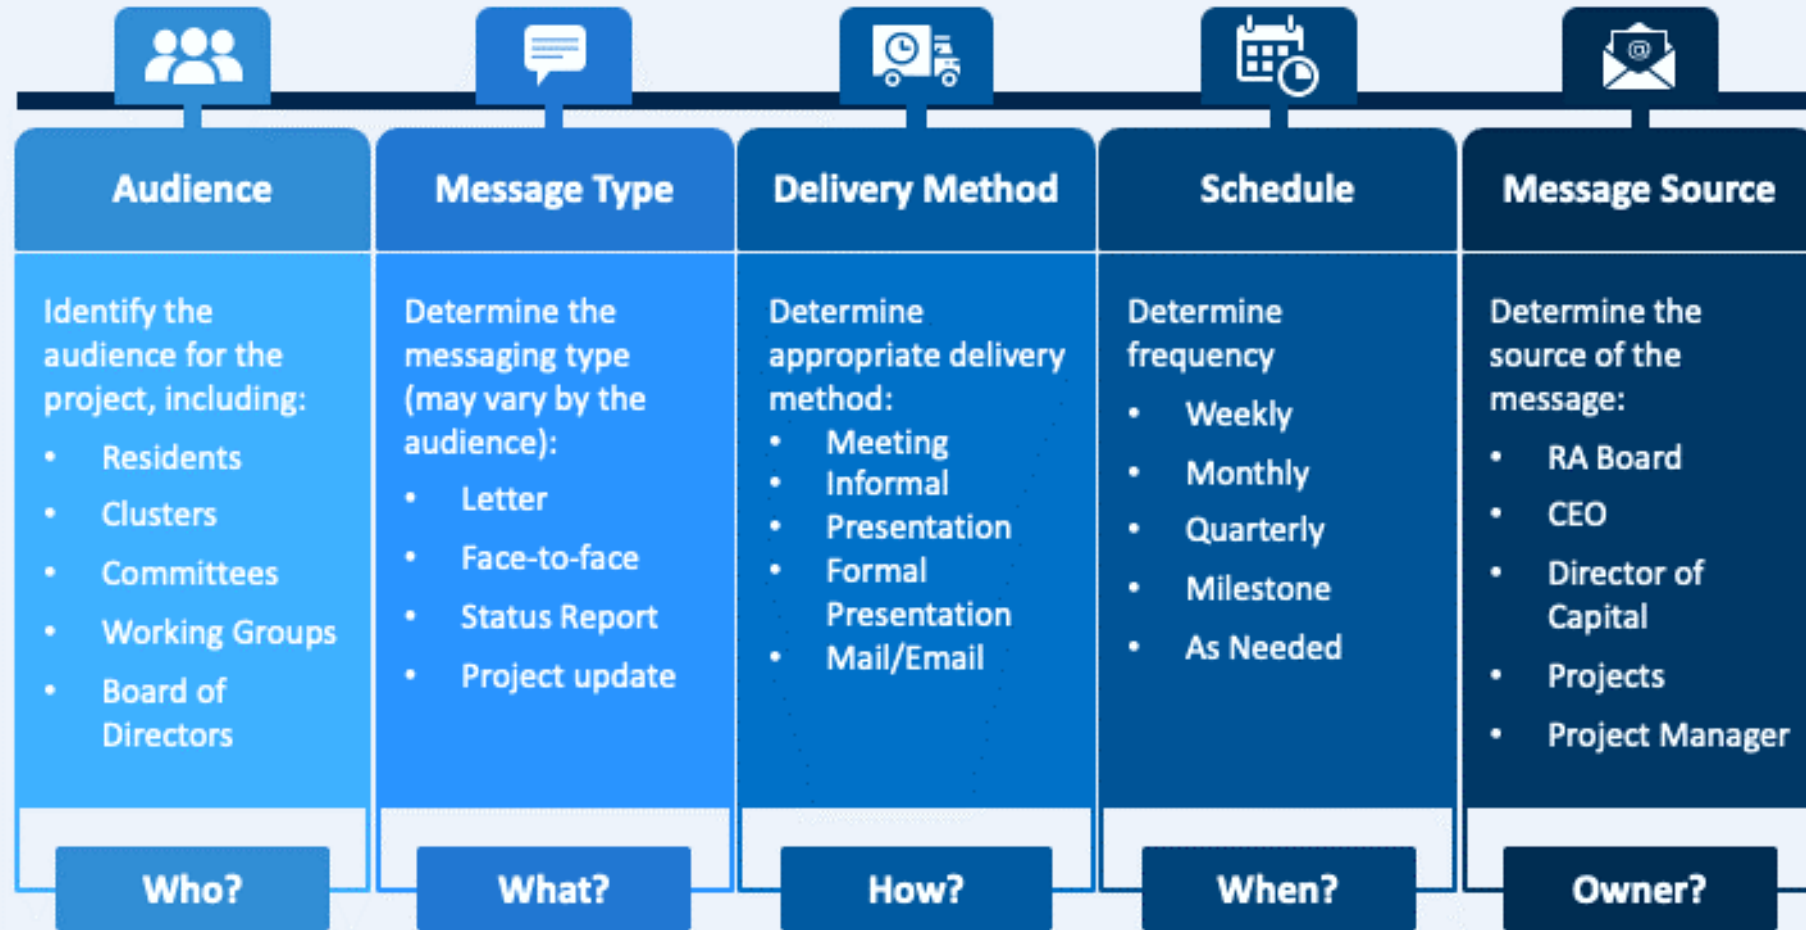 Audience
Identify the
audience for the
project, including:
• Residents
• Clusters
• Committees
• Working Groups
• Board of
Directors
Who?
Message Type
Determine the
messaging type
(may vary by the
audience):
• Letter
• Face-to-face
• Status Report
• Project update
What?
Delivery Method
Determine
appropriate delivery
method:
• Meeting
• Informal
• Presentation
• Formal
Presentation
• Mail/Email
How?
Schedule
Determine
frequency
• Weekly
• Monthly
• Quarterly
• Milestone
• As Needed
When?
@
Message Source
Determine the
source of the
message:
• RA Board
• CEO
• Director of
Capital
• Projects
• Project Manager
Owner?